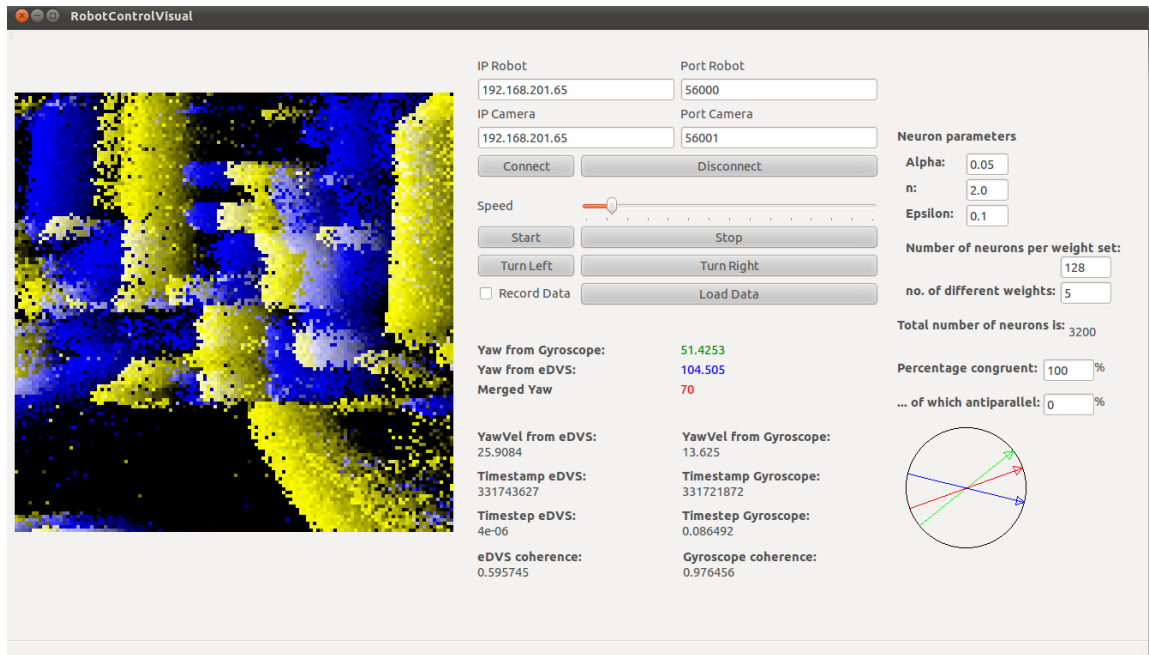 RobotControlVisual
IP Robot Port Robot
192.168.201.65 56000
IP Camera Port Camera
192.168.201.65 56001
Connect Disconnect
Speed
Start Stop
Turn Left Turn Right
Record Data Load Data
Yaw from Gyroscope: 51.4253
Yaw from eDVS: 104.505
Merged Yaw 70
YawVel from eDVS: YawVel from Gyroscope:
25.9084 13.625
Timestamp eDVS: Timestamp Gyroscope:
331743627 331721872
Timestep eDVS: Timestep Gyroscope:
4e-06 0.086492
eDVS coherence: Gyroscope coherence:
0.595745 0.976456
Neuron parameters
Alpha: 0.05
n: 2.0
Epsilon: 0.1
Number of neurons per weight set:
128
no. of different weights: 5
Total number of neurons is: 3200
Percentage congruent: 100 %
... of which antiparallel: 0 %